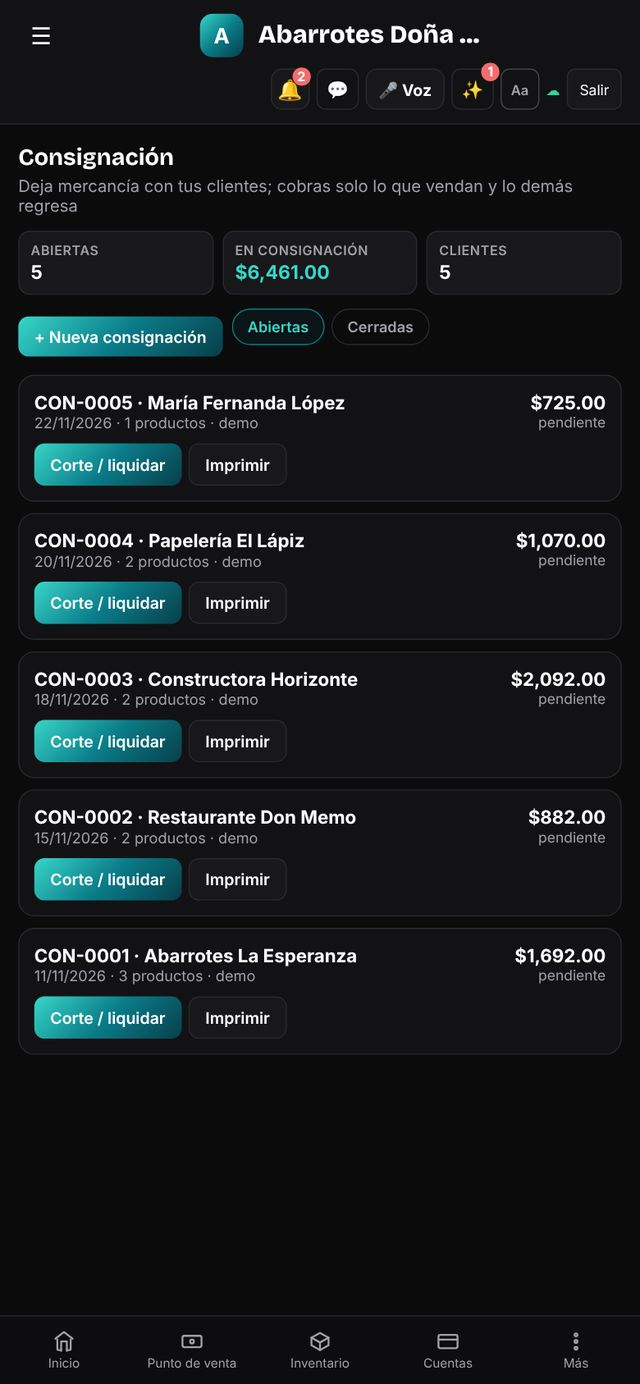 ☰
A
Abarrotes Doña ...
🔔 2
💬
🎤 Voz
✨ 1
Aa
☁
Salir
Consignación
Deja mercancía con tus clientes; cobras solo lo que vendan y lo demás
regresa
ABIERTAS
5
EN CONSIGNACIÓN
$6,461.00
CLIENTES
5
+ Nueva consignación
Abiertas
Cerradas
CON-0005 · María Fernanda López
$725.00
22/11/2026 · 1 productos · demo
pendiente
Corte / liquidar
Imprimir
CON-0004 · Papelería El Lápiz
$1,070.00
20/11/2026 · 2 productos · demo
pendiente
Corte / liquidar
Imprimir
CON-0003 · Constructora Horizonte
$2,092.00
18/11/2026 · 2 productos · demo
pendiente
Corte / liquidar
Imprimir
CON-0002 · Restaurante Don Memo
$882.00
15/11/2026 · 2 productos · demo
pendiente
Corte / liquidar
Imprimir
CON-0001 · Abarrotes La Esperanza
$1,692.00
11/11/2026 · 3 productos · demo
pendiente
Corte / liquidar
Imprimir
Inicio
Punto de venta
Inventario
Cuentas
Más